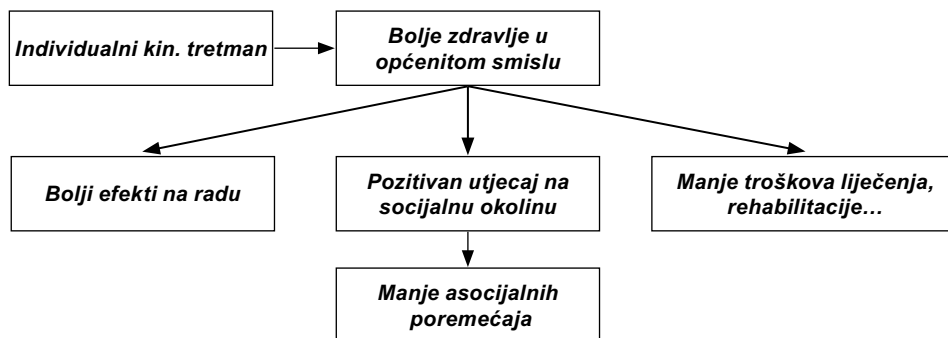 Individualni kin. tretman
Bolje zdravlje u
općenitom smislu
Bolji efekti na radu
Pozitivan utjecaj na
socijalnu okolinu
Manje troškova liječenja,
rehabilitacije…
Manje asocijalnih
poremećaja